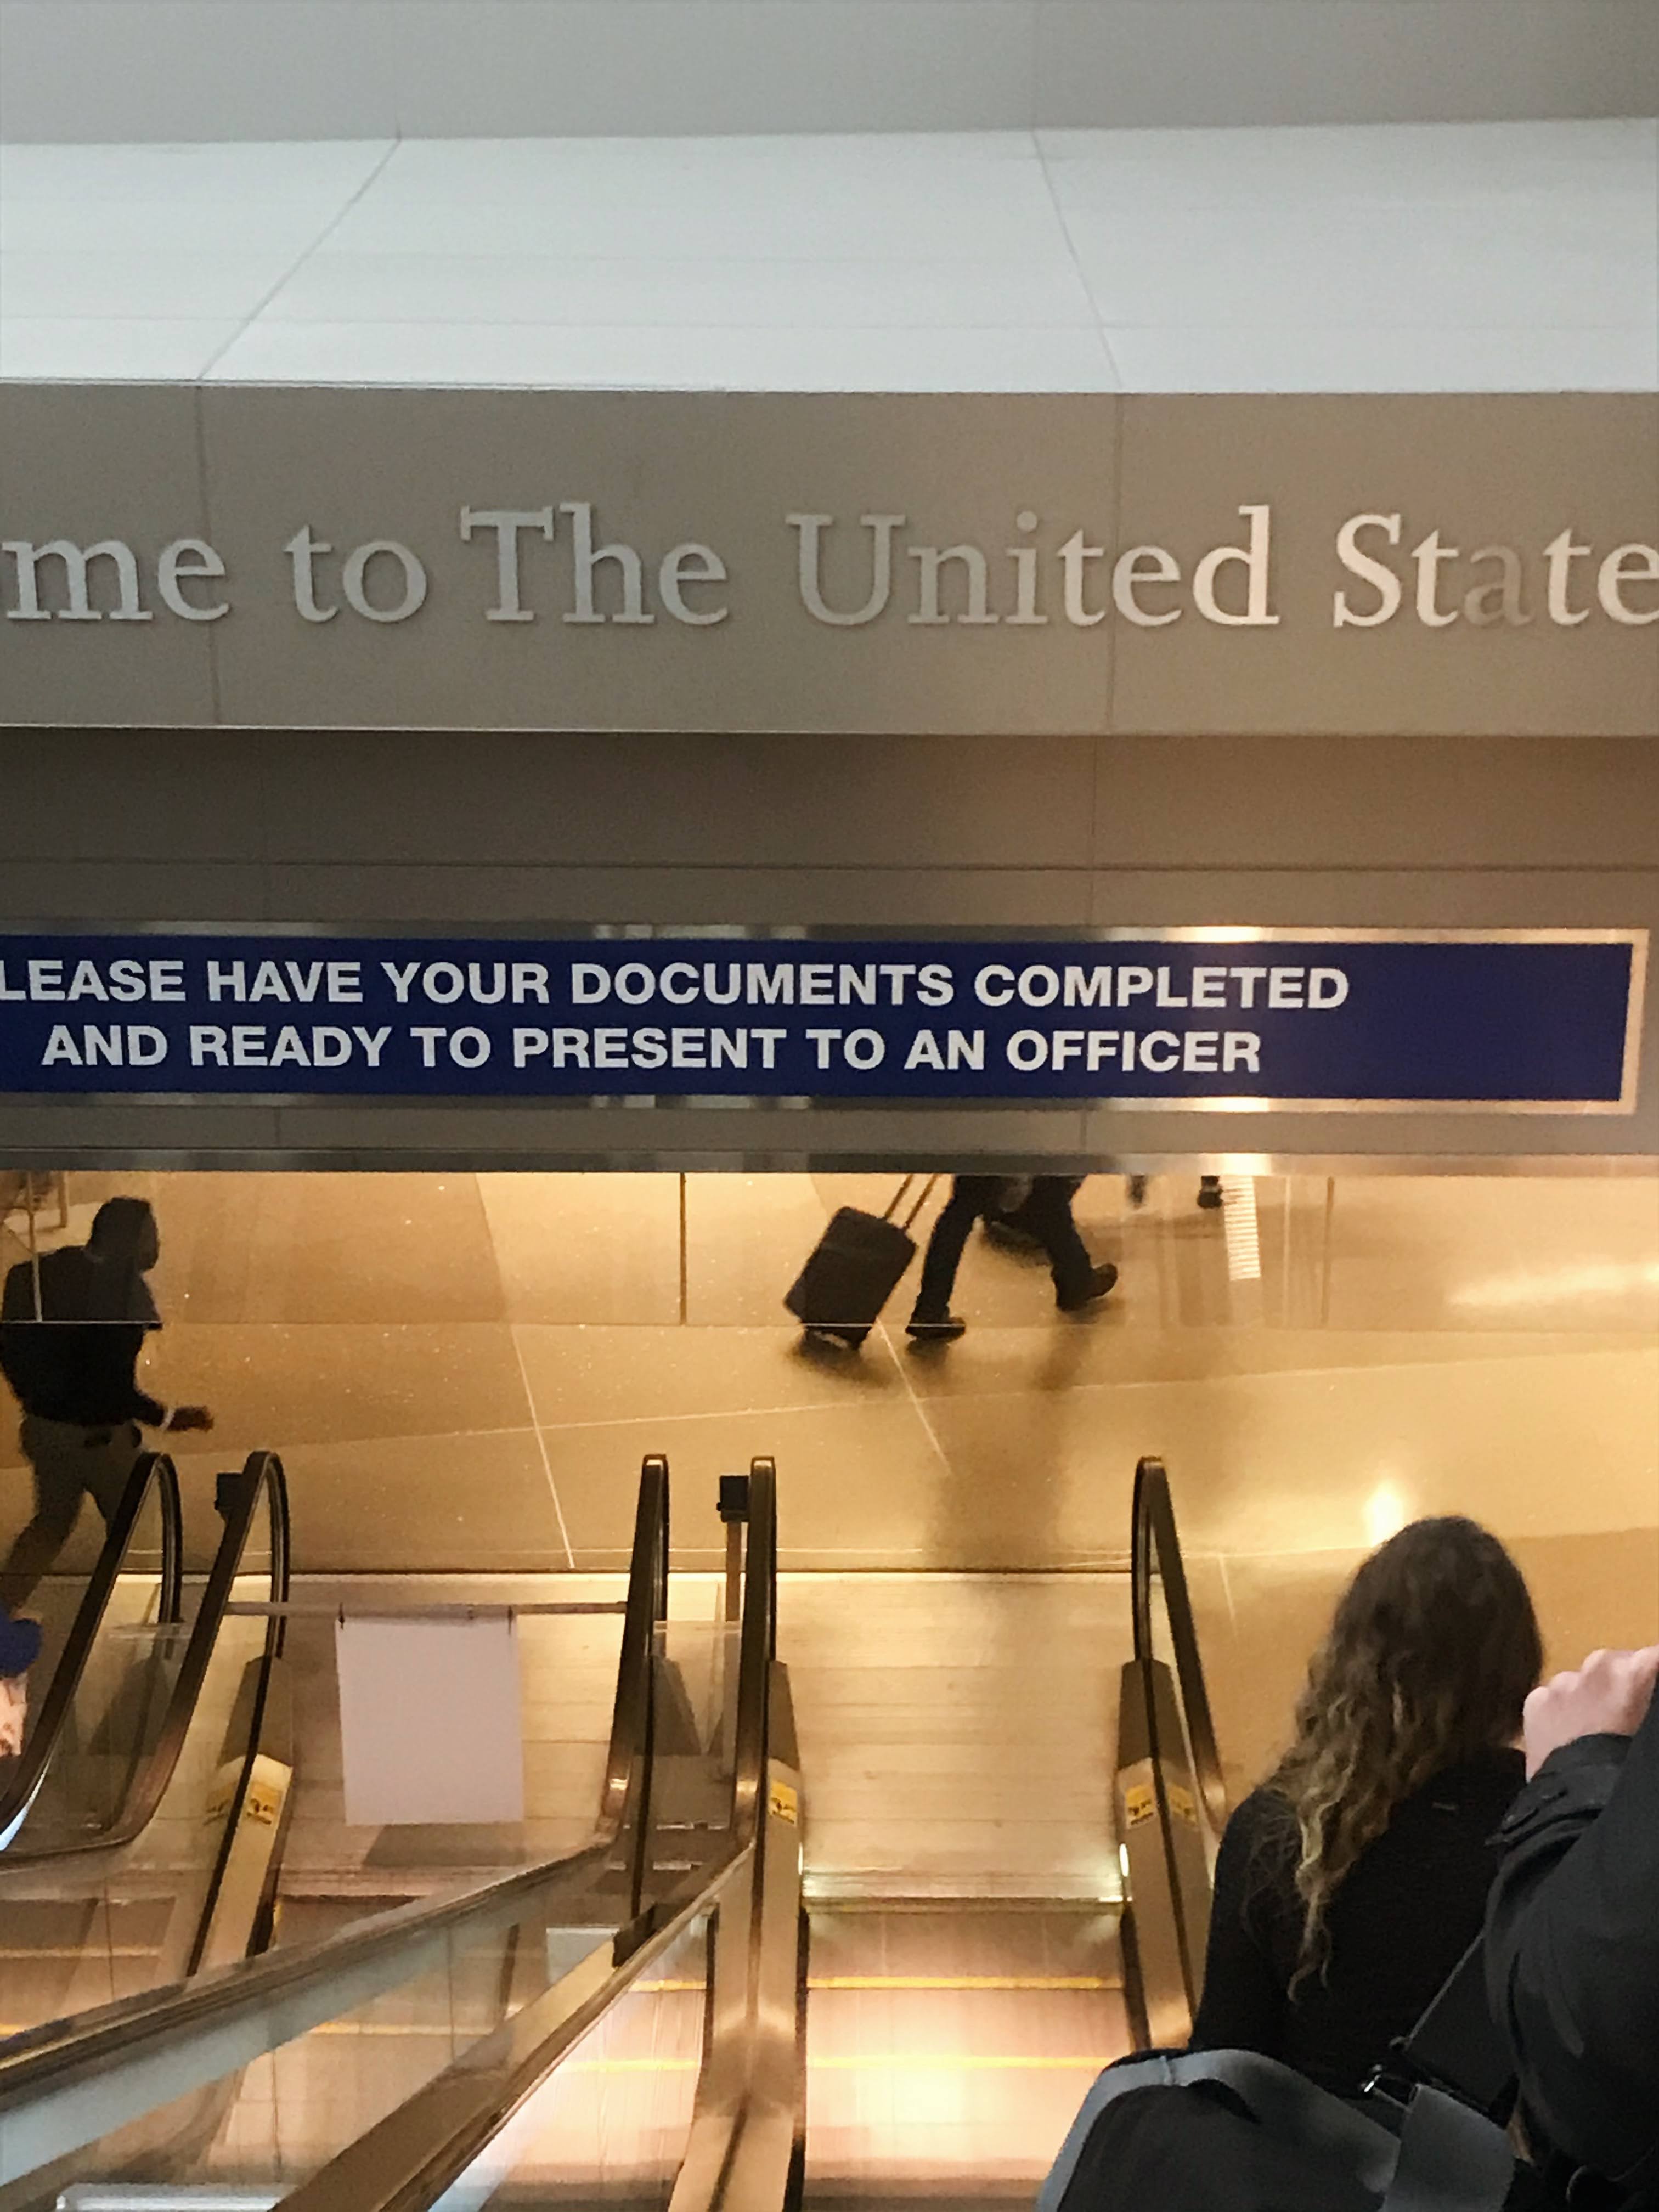 me to The United State
LEASE HAVE YOUR DOCUMENTS COMPLETED
AND READY TO PRESENT TO AN OFFICER